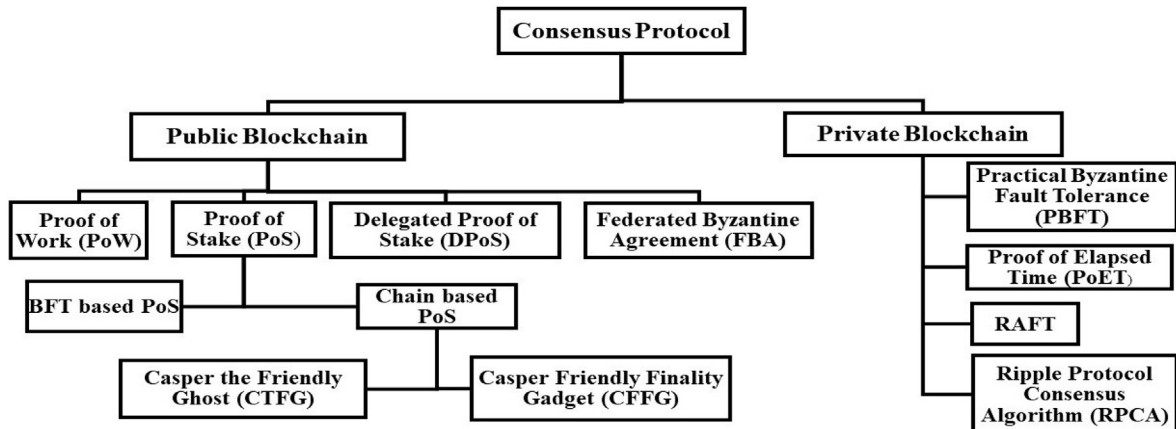 Consensus Protocol
Public Blockchain
Private Blockchain
Proof of
Work (PoW)
Proof of
Stake (PoS)
Delegated Proof of
Stake (DPoS)
Federated Byzantine
Agreement (FBA)
BFT based PoS
Chain based
PoS
Casper the Friendly
Ghost (CTFG)
Casper Friendly Finality
Gadget (CFFG)
Practical Byzantine
Fault Tolerance
(PBFT)
Proof of Elapsed
Time (PoET)
RAFT
Ripple Protocol
Consensus
Algorithm (RPCA)